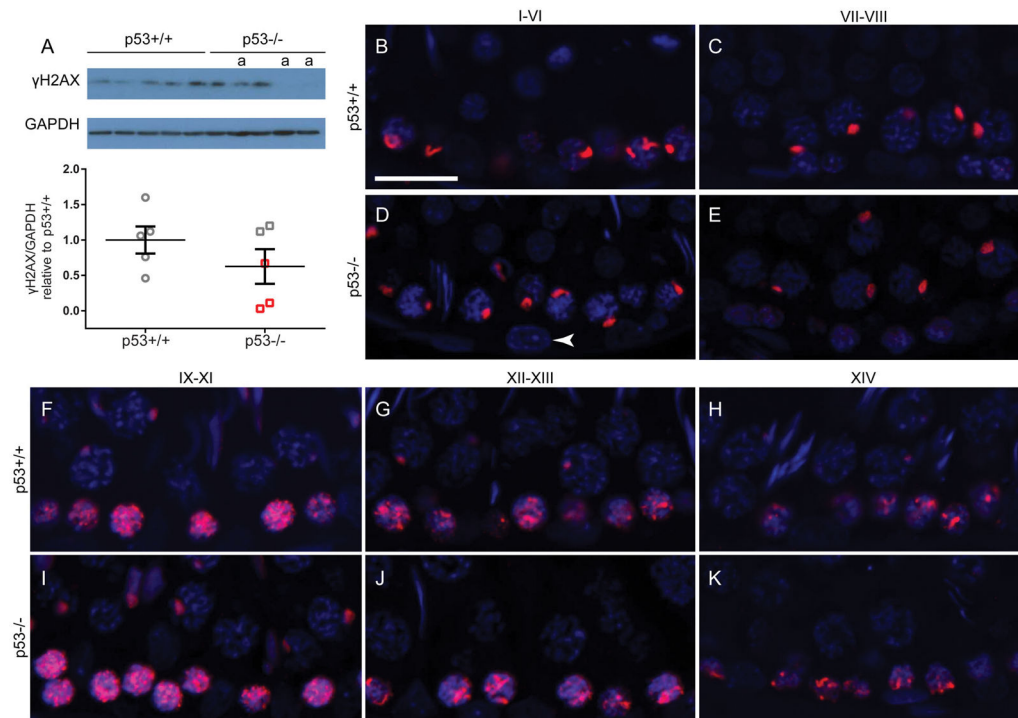 A
p53+/+ p53-/-
a a a
γH2AX
GAPDH
γH2AX/GAPDH
relative to p53+/+
2.0
1.5
1.0
0.5
0.0
p53+/+ p53-/-
I-VI VII-VIII
p53+/+
B C
p53-/-
D E
IX-XI XII-XIII XIV
p53+/+
F G H
p53-/-
I J K